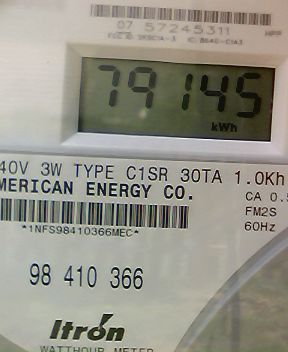 07 57245311
79145
kWh
40V 3W TYPE C1SR 30TA 1.0Kh
MERICAN ENERGY CO.
CA 0.5
FM2S
60Hz
*1NFS98410366MEC*
98 410 366
Itrón
WATTHOUR METER